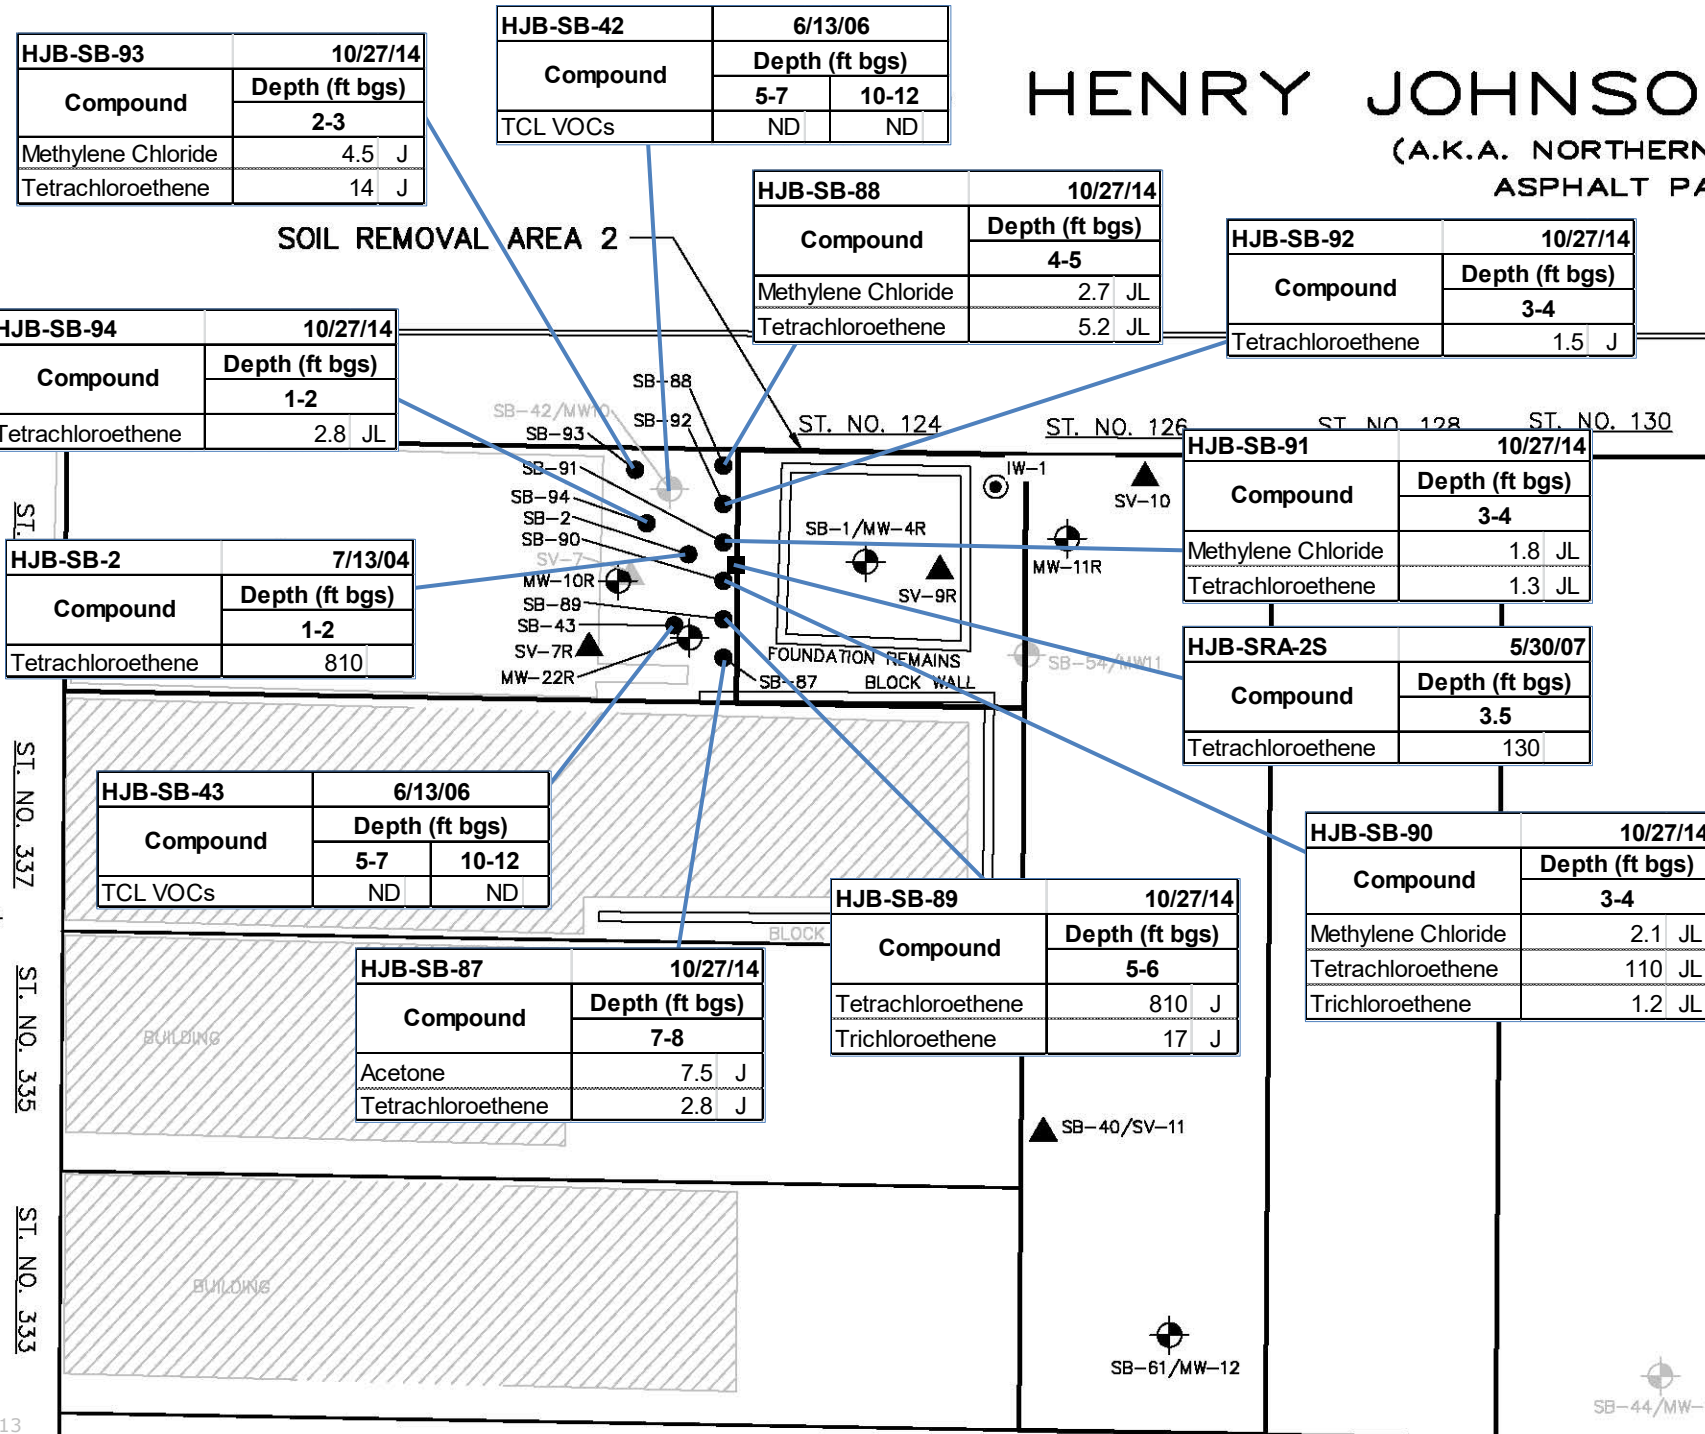 HJB-SB-93 10/27/14
Compound Depth (ft bgs)
2-3
Methylene Chloride 4.5 J
Tetrachloroethene 14 J
HJB-SB-42 6/13/06
Compound Depth (ft bgs)
5-7 10-12
TCL VOCs ND ND
HENRY JOHNSO
(A.K.A. NORTHERN
ASPHALT PA
SOIL REMOVAL AREA 2
HJB-SB-88 10/27/14
Compound Depth (ft bgs)
4-5
Methylene Chloride 2.7 JL
Tetrachloroethene 5.2 JL
HJB-SB-92 10/27/14
Compound Depth (ft bgs)
3-4
Tetrachloroethene 1.5 J
HJB-SB-94 10/27/14
Compound Depth (ft bgs)
1-2
Tetrachloroethene 2.8 JL
SB-88
SB-42/MW10
SB-92
SB-93
ST. NO. 124
ST. NO. 126
ST. NO. 128
ST. NO. 130
SB-91
SB-94
SB-2
SB-90
SV-7
MW-10R
SB-89
SB-43
SV-7R
MW-22R
IW-1
SV-10
SB-1/MW-4R
SV-9R
MW-11R
FOUNDATION REMAINS
SB-87
BLOCK WALL
SB-54/MW11
HJB-SB-91 10/27/14
Compound Depth (ft bgs)
3-4
Methylene Chloride 1.8 JL
Tetrachloroethene 1.3 JL
ST.
HJB-SB-2 7/13/04
Compound Depth (ft bgs)
1-2
Tetrachloroethene 810
HJB-SRA-2S 5/30/07
Compound Depth (ft bgs)
3.5
Tetrachloroethene 130
ST. NO. 337
HJB-SB-43 6/13/06
Compound Depth (ft bgs)
5-7 10-12
TCL VOCs ND ND
HJB-SB-90 10/27/14
Compound Depth (ft bgs)
3-4
Methylene Chloride 2.1 JL
Tetrachloroethene 110 JL
Trichloroethene 1.2 JL
HJB-SB-89 10/27/14
Compound Depth (ft bgs)
5-6
Tetrachloroethene 810 J
Trichloroethene 17 J
BLOCK
HJB-SB-87 10/27/14
Compound Depth (ft bgs)
7-8
Acetone 7.5 J
Tetrachloroethene 2.8 J
ST. NO. 335
BUILDING
SB-40/SV-11
ST. NO. 333
BUILDING
SB-61/MW-12
SB-44/MW-
13